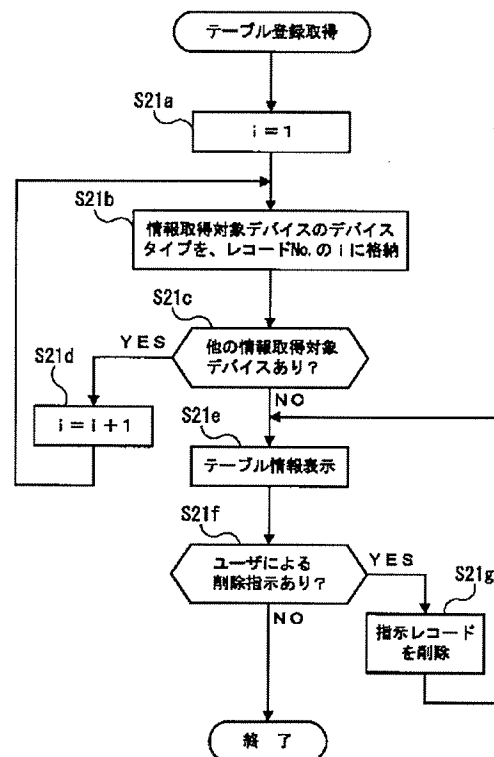 テーブル登録取得
S21a
i=1
S21b
情報取得対象デバイスのデバイス
タイプを、レコードNo.のiに格納
S21c
他の情報取得対象
デバイスあり？
YES
NO
S21d
i=i+1
S21e
テーブル情報表示
S21f
ユーザによる
削除指示あり？
YES
NO
S21g
指示レコード
を削除
終了